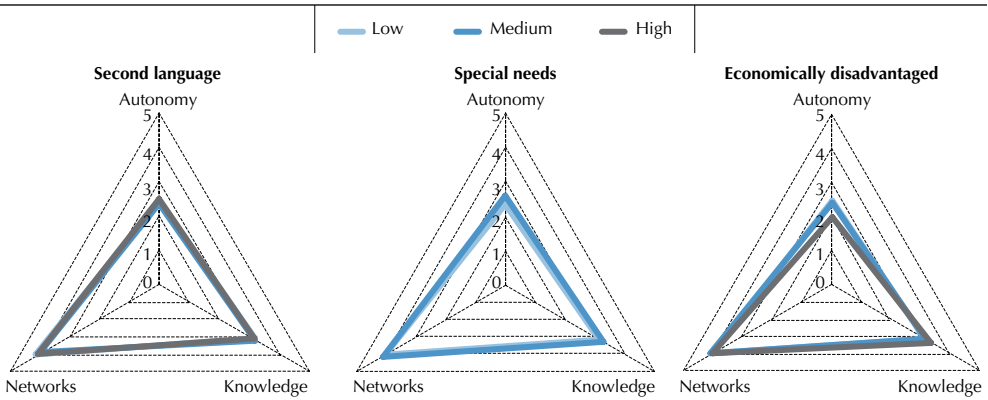 Low Medium High
Second language
Autonomy
5
4
3
2
1
0
Networks Knowledge
Special needs
Autonomy
5
4
3
2
1
0
Networks Knowledge
Economically disadvantaged
Autonomy
5
4
3
2
1
0
Networks Knowledge